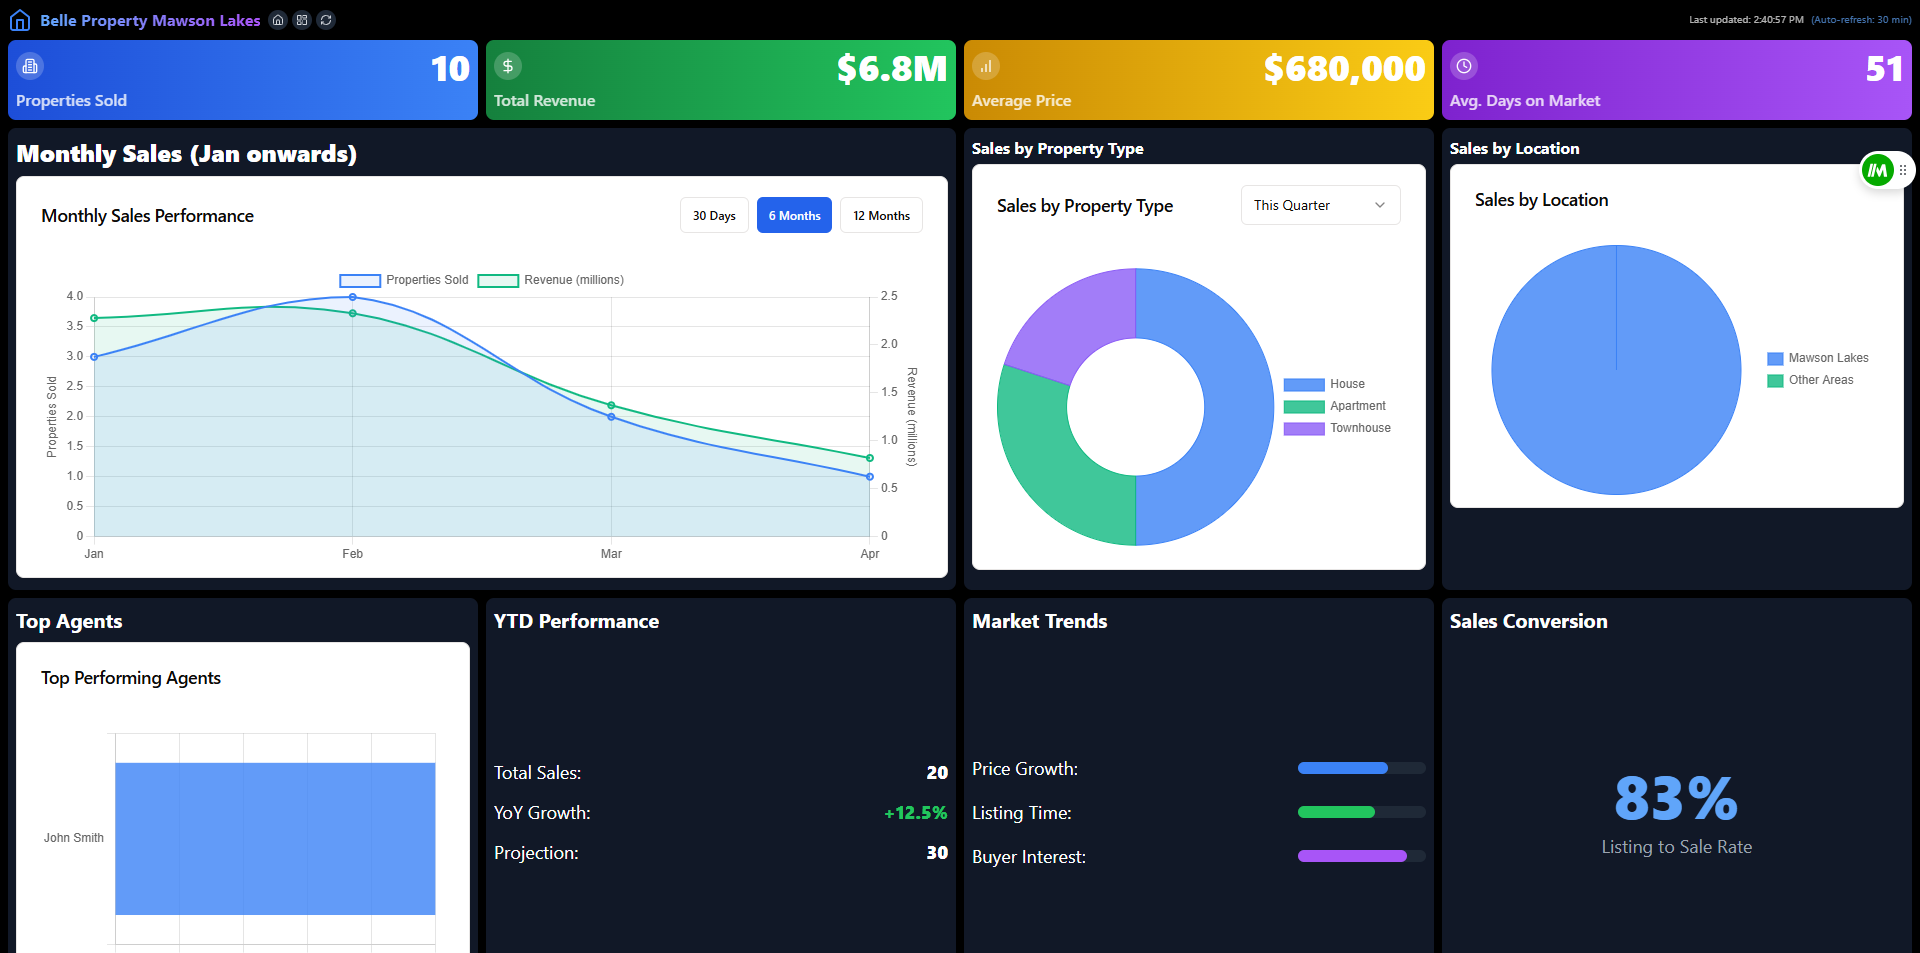 Belle Property Mawson Lakes
Last updated: 2:40:57 PM (Auto-refresh: 30 min)
10
Properties Sold
$6.8M
Total Revenue
$680,000
Average Price
51
Avg. Days on Market
Monthly Sales (Jan onwards)
Monthly Sales Performance
30 Days
6 Months
12 Months
Properties Sold
Revenue (millions)
4.0
3.5
3.0
2.5
2.0
1.5
1.0
0.5
0
Properties Sold
2.5
2.0
1.5
1.0
0.5
0
Revenue (millions)
Jan
Feb
Mar
Apr
Sales by Property Type
Sales by Property Type
This Quarter
House
Apartment
Townhouse
Sales by Location
Sales by Location
Mawson Lakes
Other Areas
Top Agents
Top Performing Agents
John Smith
YTD Performance
Total Sales: 20
YoY Growth: +12.5%
Projection: 30
Market Trends
Price Growth:
Listing Time:
Buyer Interest:
Sales Conversion
83%
Listing to Sale Rate